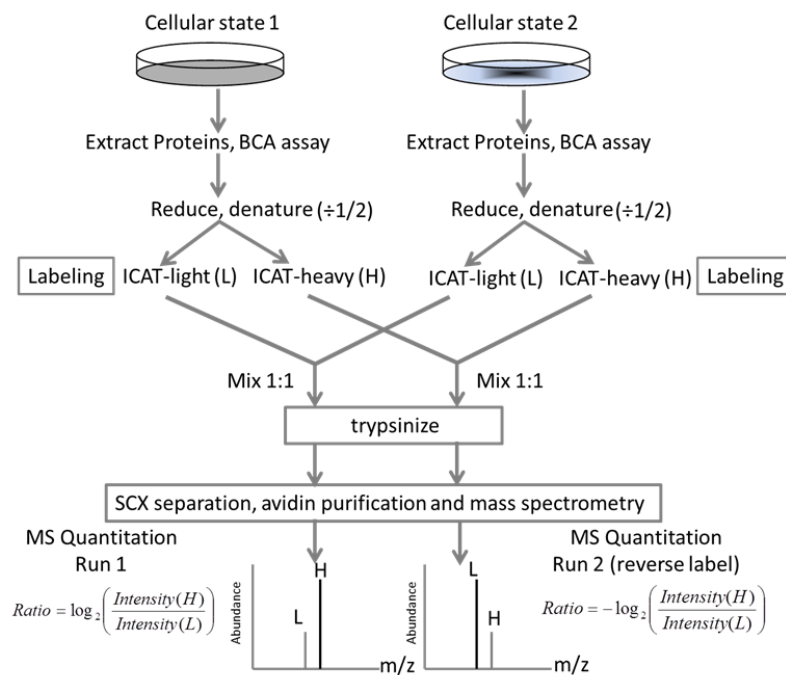 Cellular state 1
Cellular state 2
Extract Proteins, BCA assay
Extract Proteins, BCA assay
Reduce, denature (÷1/2)
Reduce, denature (÷1/2)
Labeling
ICAT-light (L)
ICAT-heavy (H)
ICAT-light (L)
ICAT-heavy (H)
Labeling
Mix 1:1
Mix 1:1
trypsinize
SCX separation, avidin purification and mass spectrometry
MS Quantitation
Run 1
Ratio = log₂(Intensity(H)/Intensity(L))
Abundance
L
H
m/z
Abundance
L
H
m/z
MS Quantitation
Run 2 (reverse label)
Ratio = −log₂(Intensity(H)/Intensity(L))